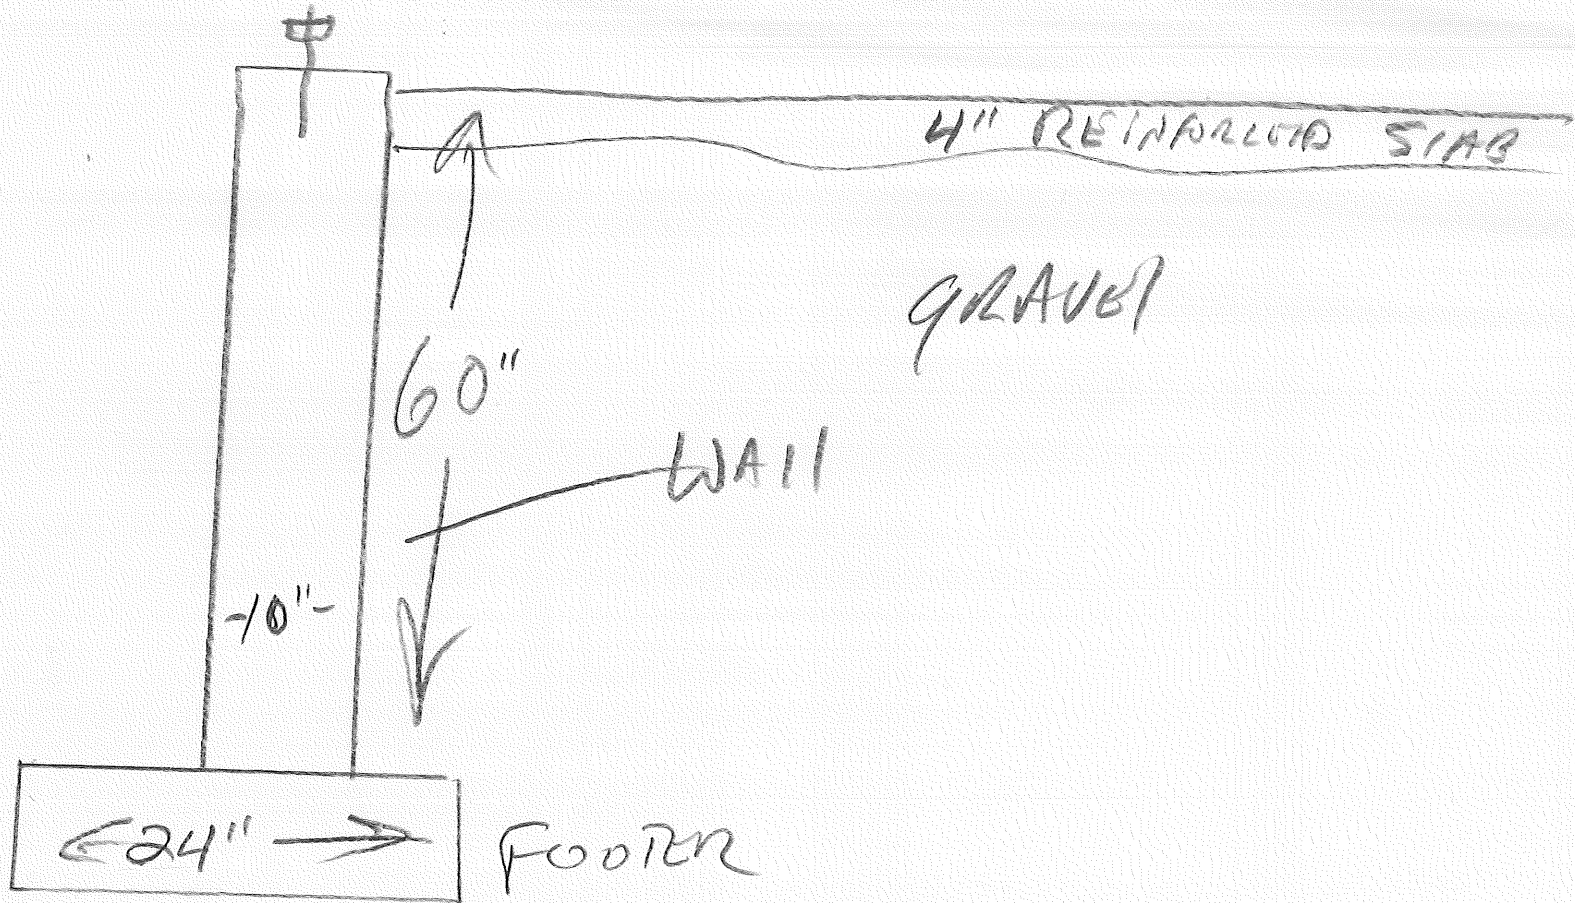 4" REINFORCED SLAB
GRAVEl
60"
WAll
-10"-
24"
FOOTER